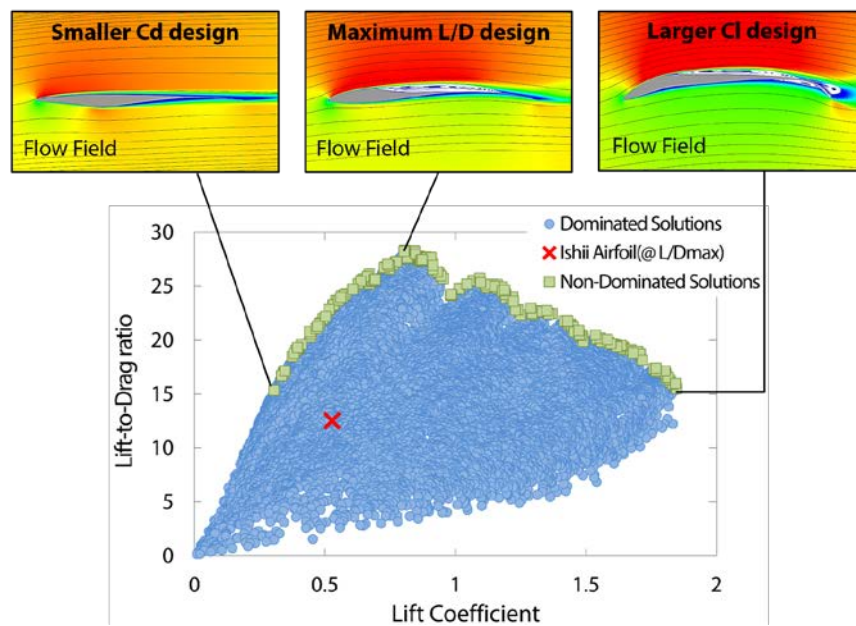 Smaller Cd design
Maximum L/D design
Larger Cl design
Flow Field
Flow Field
Flow Field
30
25
20
15
10
5
0
Lift-to-Drag ratio
Dominated Solutions
Ishii Airfoil(@ L/Dmax)
Non-Dominated Solutions
0
0.5
1
1.5
2
Lift Coefficient